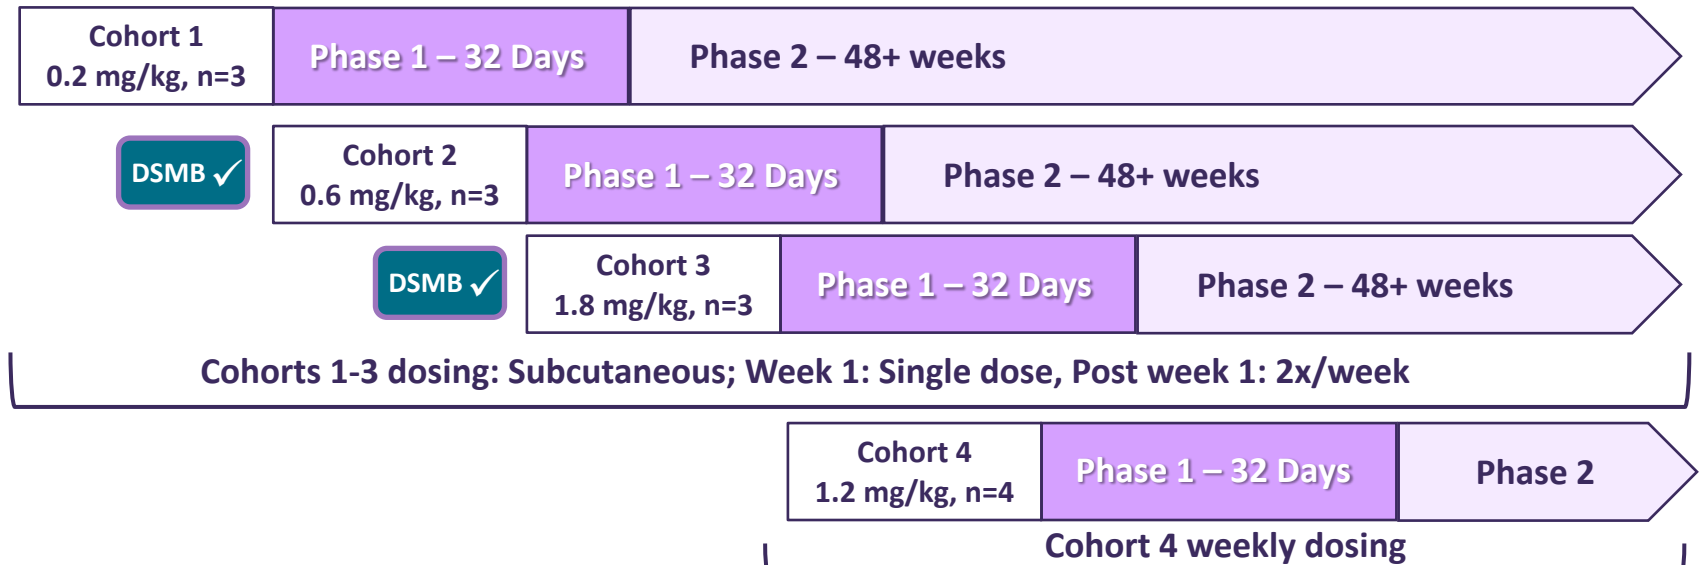 Cohort 1
0.2 mg/kg, n=3
Phase 1 – 32 Days
Phase 2 – 48+ weeks
DSMB ✓
Cohort 2
0.6 mg/kg, n=3
Phase 1 – 32 Days
Phase 2 – 48+ weeks
DSMB ✓
Cohort 3
1.8 mg/kg, n=3
Phase 1 – 32 Days
Phase 2 – 48+ weeks
Cohorts 1-3 dosing: Subcutaneous; Week 1: Single dose, Post week 1: 2x/week
Cohort 4
1.2 mg/kg, n=4
Phase 1 – 32 Days
Phase 2
Cohort 4 weekly dosing